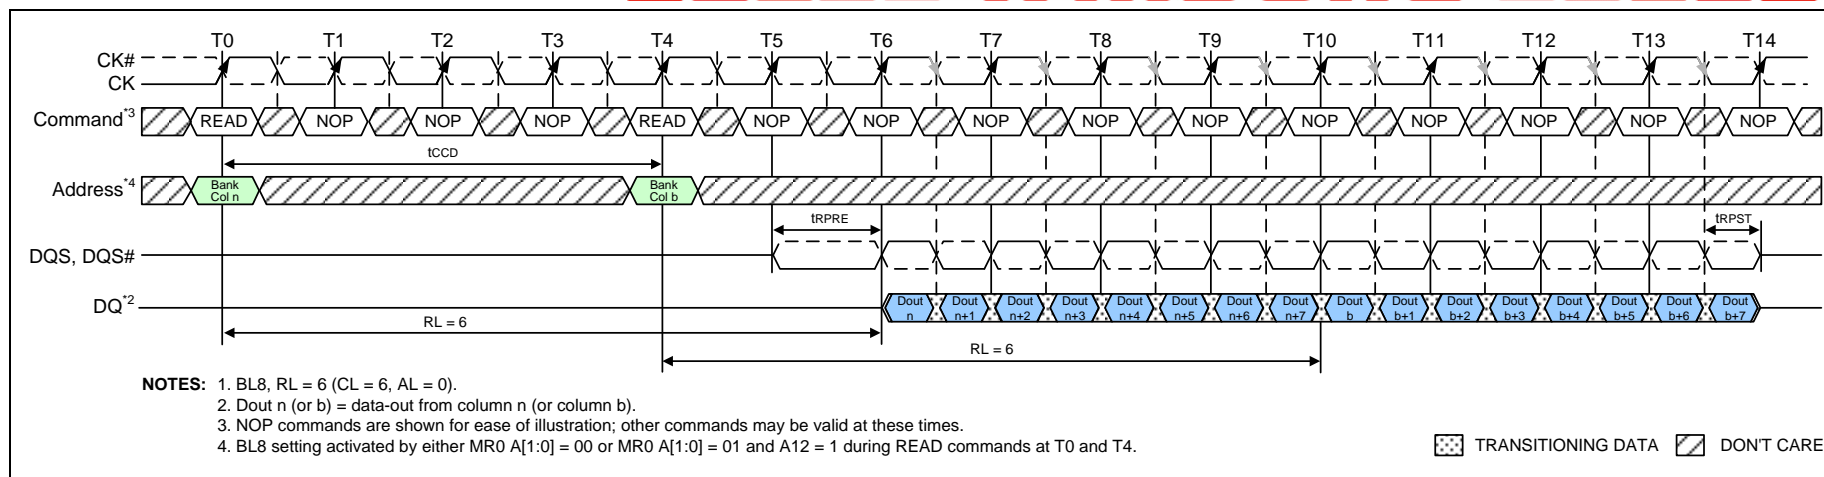 T0 T1 T2 T3 T4 T5 T6 T7 T8 T9 T10 T11 T12 T13 T14
CK#
CK
Command*3 READ NOP NOP NOP READ NOP NOP NOP NOP NOP NOP NOP NOP NOP NOP
tCCD
Address*4 Bank Col n Bank Col b
tRPRE tRPST
DQS, DQS#
DQ*2 Dout n Dout n+1 Dout n+2 Dout n+3 Dout n+4 Dout n+5 Dout n+6 Dout n+7 Dout b Dout b+1 Dout b+2 Dout b+3 Dout b+4 Dout b+5 Dout b+6 Dout b+7
RL = 6
RL = 6
NOTES: 1. BL8, RL = 6 (CL = 6, AL = 0).
2. Dout n (or b) = data-out from column n (or column b).
3. NOP commands are shown for ease of illustration; other commands may be valid at these times.
4. BL8 setting activated by either MR0 A[1:0] = 00 or MR0 A[1:0] = 01 and A12 = 1 during READ commands at T0 and T4.
TRANSITIONING DATA DON'T CARE